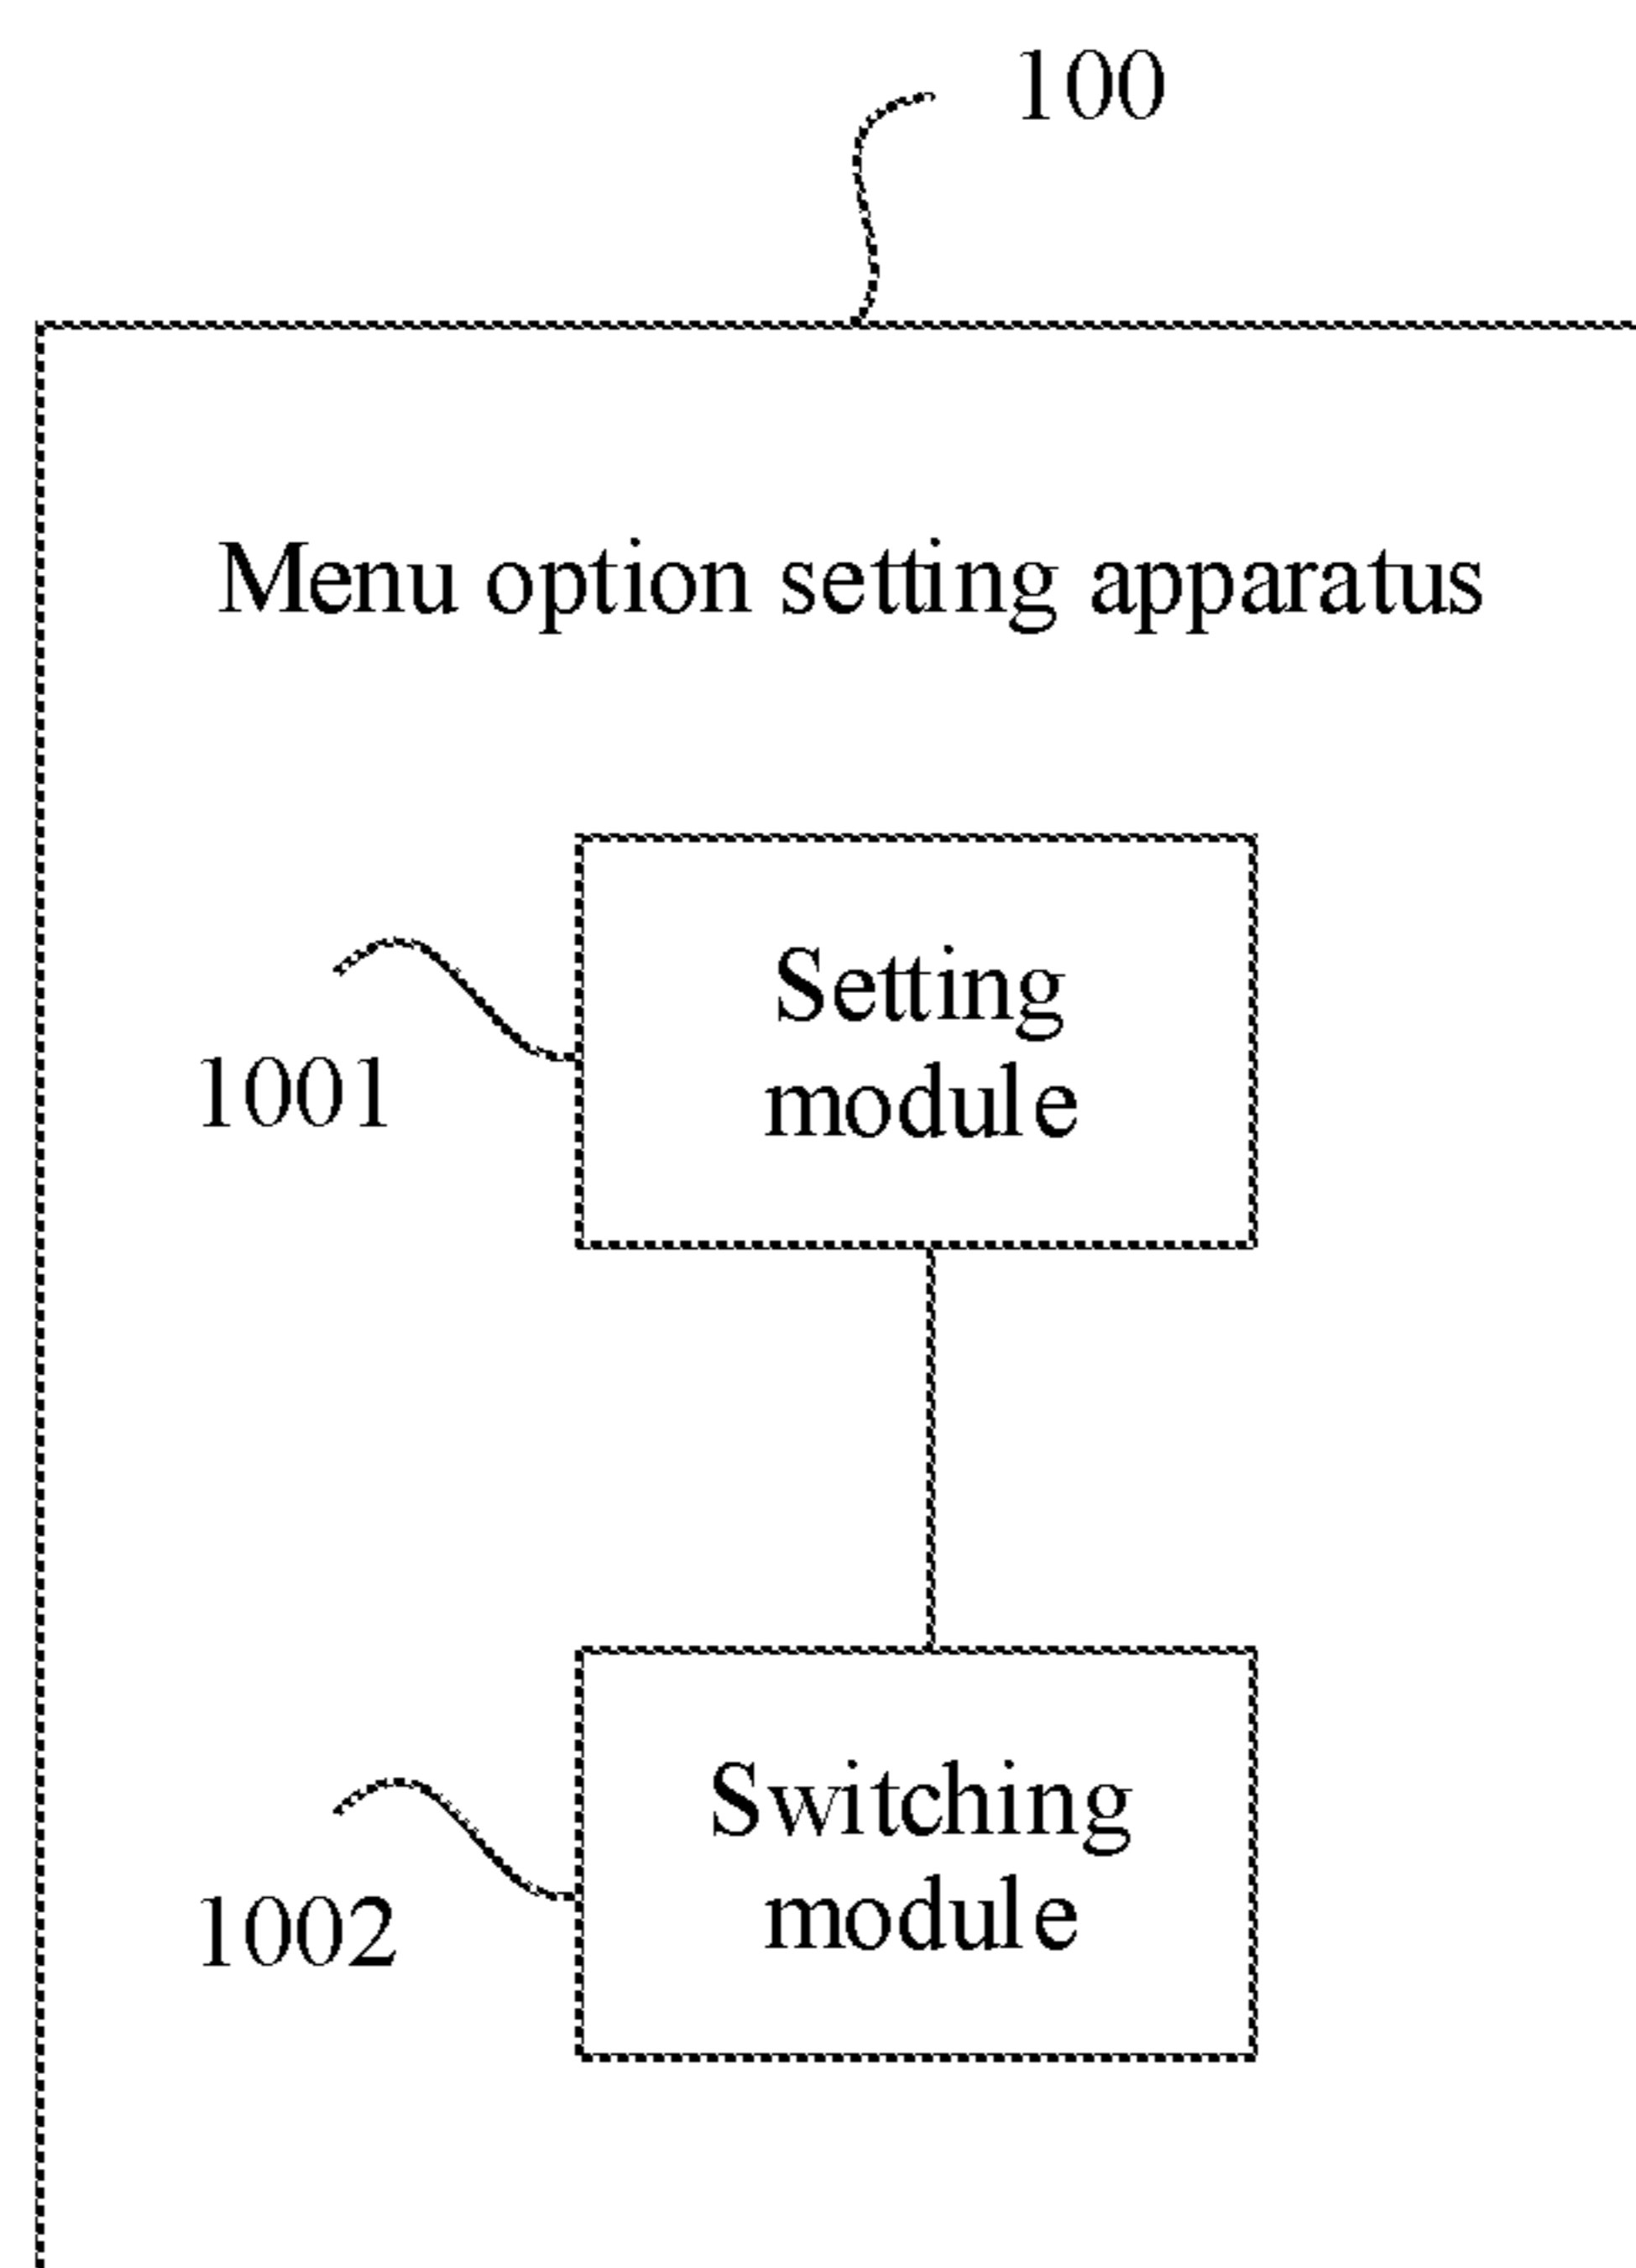 100
Menu option setting apparatus
Setting
module
1001
Switching
module
1002